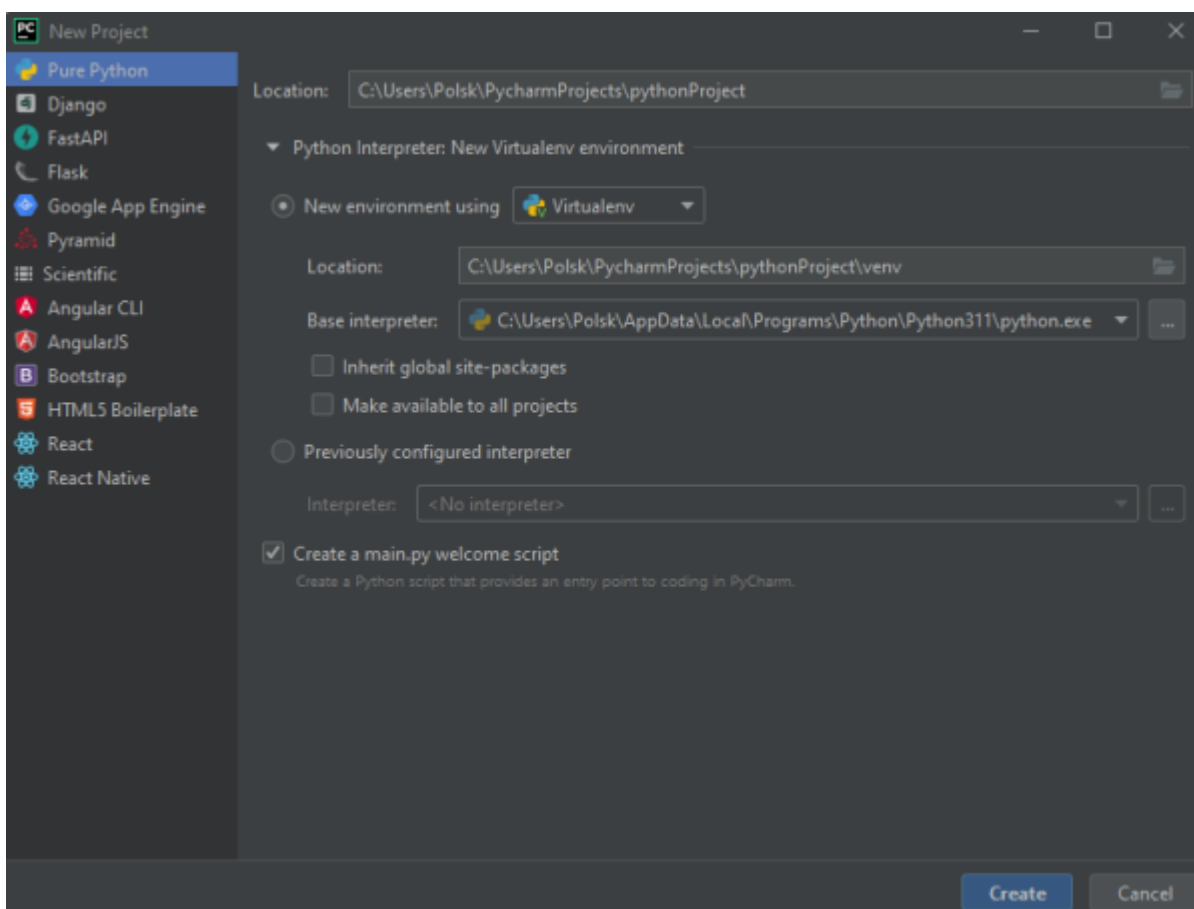 PC New Project
Pure Python
Django
FastAPI
Flask
Google App Engine
Pyramid
Scientific
Angular CLI
AngularJS
Bootstrap
HTML5 Boilerplate
React
React Native
Location: C:\Users\Polsk\PycharmProjects\pythonProject
Python Interpreter: New Virtualenv environment
New environment using Virtualenv
Location: C:\Users\Polsk\PycharmProjects\pythonProject\venv
Base interpreter: C:\Users\Polsk\AppData\Local\Programs\Python\Python311\python.exe ...
Inherit global site-packages
Make available to all projects
Previously configured interpreter
Interpreter: <No interpreter> ...
Create a main.py welcome script
Create a Python script that provides an entry point to coding in PyCharm.
Create Cancel